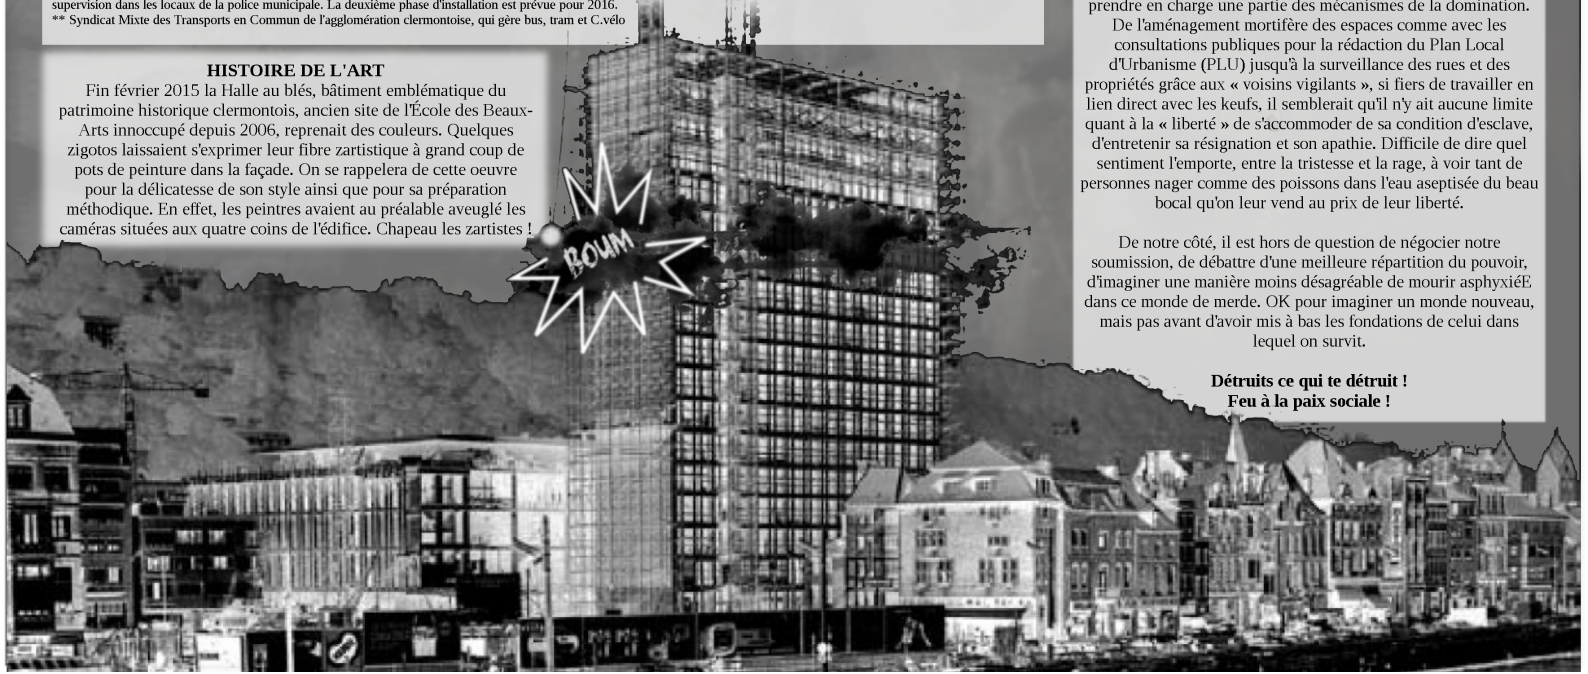 supervision dans les locaux de la police municipale. La deuxième phase d'installation est prévue pour 2016.
** Syndicat Mixte des Transports en Commun de l'agglomération clermontoise, qui gère bus, tram et C.vélo
HISTOIRE DE L'ART
Fin février 2015 la Halle au blés, bâtiment emblématique du
patrimoine historique clermontois, ancien site de l'École des Beaux-
Arts innoccupé depuis 2006, reprenait des couleurs. Quelques
zigotos laissaient s'exprimer leur fibre zartistique à grand coup de
pots de peinture dans la façade. On se rappelera de cette oeuvre
pour la délicatesse de son style ainsi que pour sa préparation
méthodique. En effet, les peintres avaient au préalable aveuglé les
caméras situées aux quatre coins de l'édifice. Chapeau les zartistes !
BOUM
prendre en charge une partie des mécanismes de la domination.
De l'aménagement mortifère des espaces comme avec les
consultations publiques pour la rédaction du Plan Local
d'Urbanisme (PLU) jusqu'à la surveillance des rues et des
propriétés grâce aux « voisins vigilants », si fiers de travailler en
lien direct avec les keufs, il semblerait qu'il n'y ait aucune limite
quant à la « liberté » de s'accommoder de sa condition d'esclave,
d'entretenir sa résignation et son apathie. Difficile de dire quel
sentiment l'emporte, entre la tristesse et la rage, à voir tant de
personnes nager comme des poissons dans l'eau aseptisée du beau
bocal qu'on leur vend au prix de leur liberté.
De notre côté, il est hors de question de négocier notre
soumission, de débattre d'une meilleure répartition du pouvoir,
d'imaginer une manière moins désagréable de mourir asphyxiéE
dans ce monde de merde. OK pour imaginer un monde nouveau,
mais pas avant d'avoir mis à bas les fondations de celui dans
lequel on survit.
Détruits ce qui te détruit !
Feu à la paix sociale !